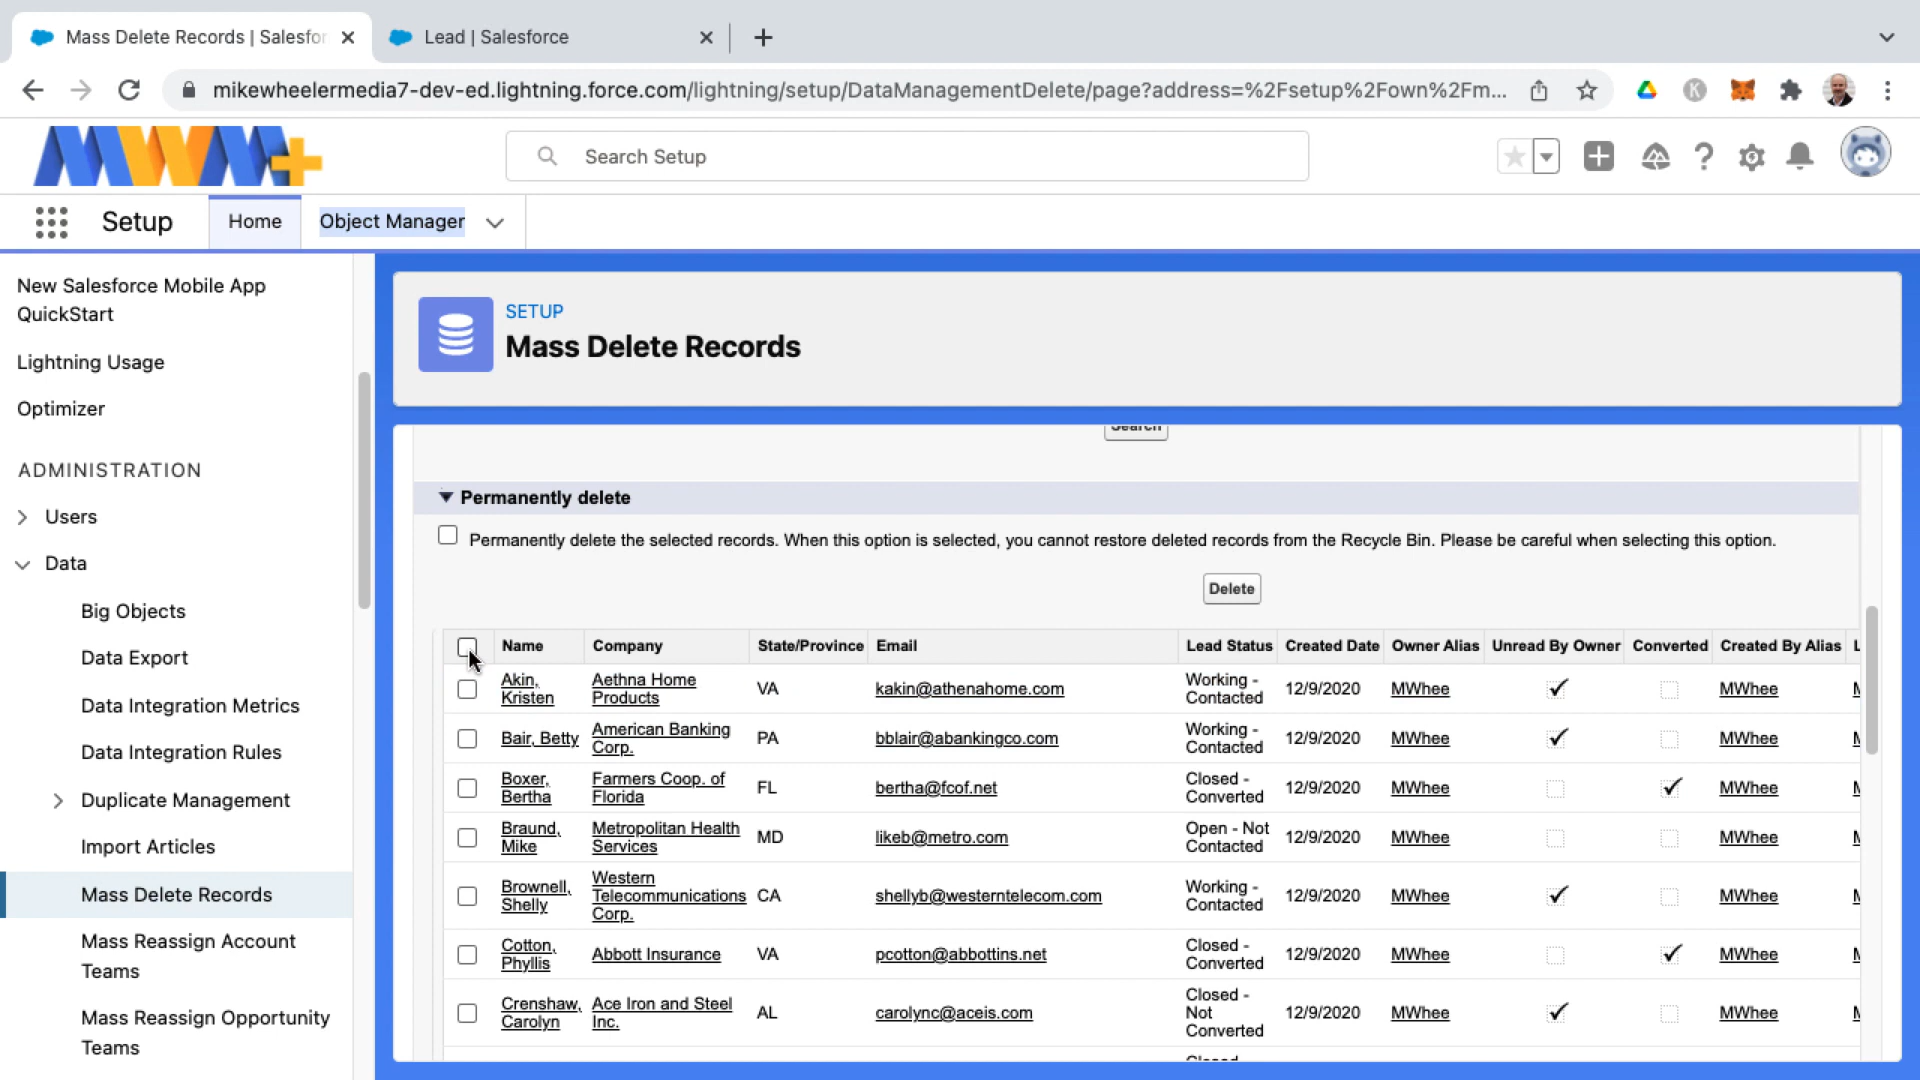 Mass Delete Records | Salesfor
Lead | Salesforce
mikewheelermedia7-dev-ed.lightning.force.com/lightning/setup/DataManagementDelete/page?address=%2Fsetup%2Fown%2Fm...
K
MWM+
Search Setup
Setup
Home
Object Manager
New Salesforce Mobile App
QuickStart
Lightning Usage
Optimizer
ADMINISTRATION
Users
Data
Big Objects
Data Export
Data Integration Metrics
Data Integration Rules
Duplicate Management
Import Articles
Mass Delete Records
Mass Reassign Account
Teams
Mass Reassign Opportunity
Teams
SETUP
Mass Delete Records
Search
Permanently delete
Permanently delete the selected records. When this option is selected, you cannot restore deleted records from the Recycle Bin. Please be careful when selecting this option.
Delete
Name Company State/Province Email Lead Status Created Date Owner Alias Unread By Owner Converted Created By Alias
Akin, Kristen Aethna Home Products VA kakin@athenahome.com Working - Contacted 12/9/2020 MWhee MWhee
Bair, Betty American Banking Corp. PA bblair@abankingco.com Working - Contacted 12/9/2020 MWhee MWhee
Boxer, Bertha Farmers Coop. of Florida FL bertha@fcof.net Closed - Converted 12/9/2020 MWhee MWhee
Braund, Mike Metropolitan Health Services MD likeb@metro.com Open - Not Contacted 12/9/2020 MWhee MWhee
Brownell, Shelly Western Telecommunications Corp. CA shellyb@westerntelecom.com Working - Contacted 12/9/2020 MWhee MWhee
Cotton, Phyllis Abbott Insurance VA pcotton@abbottins.net Closed - Converted 12/9/2020 MWhee MWhee
Crenshaw, Carolyn Ace Iron and Steel Inc. AL carolync@aceis.com Closed - Not Converted 12/9/2020 MWhee MWhee
Closed